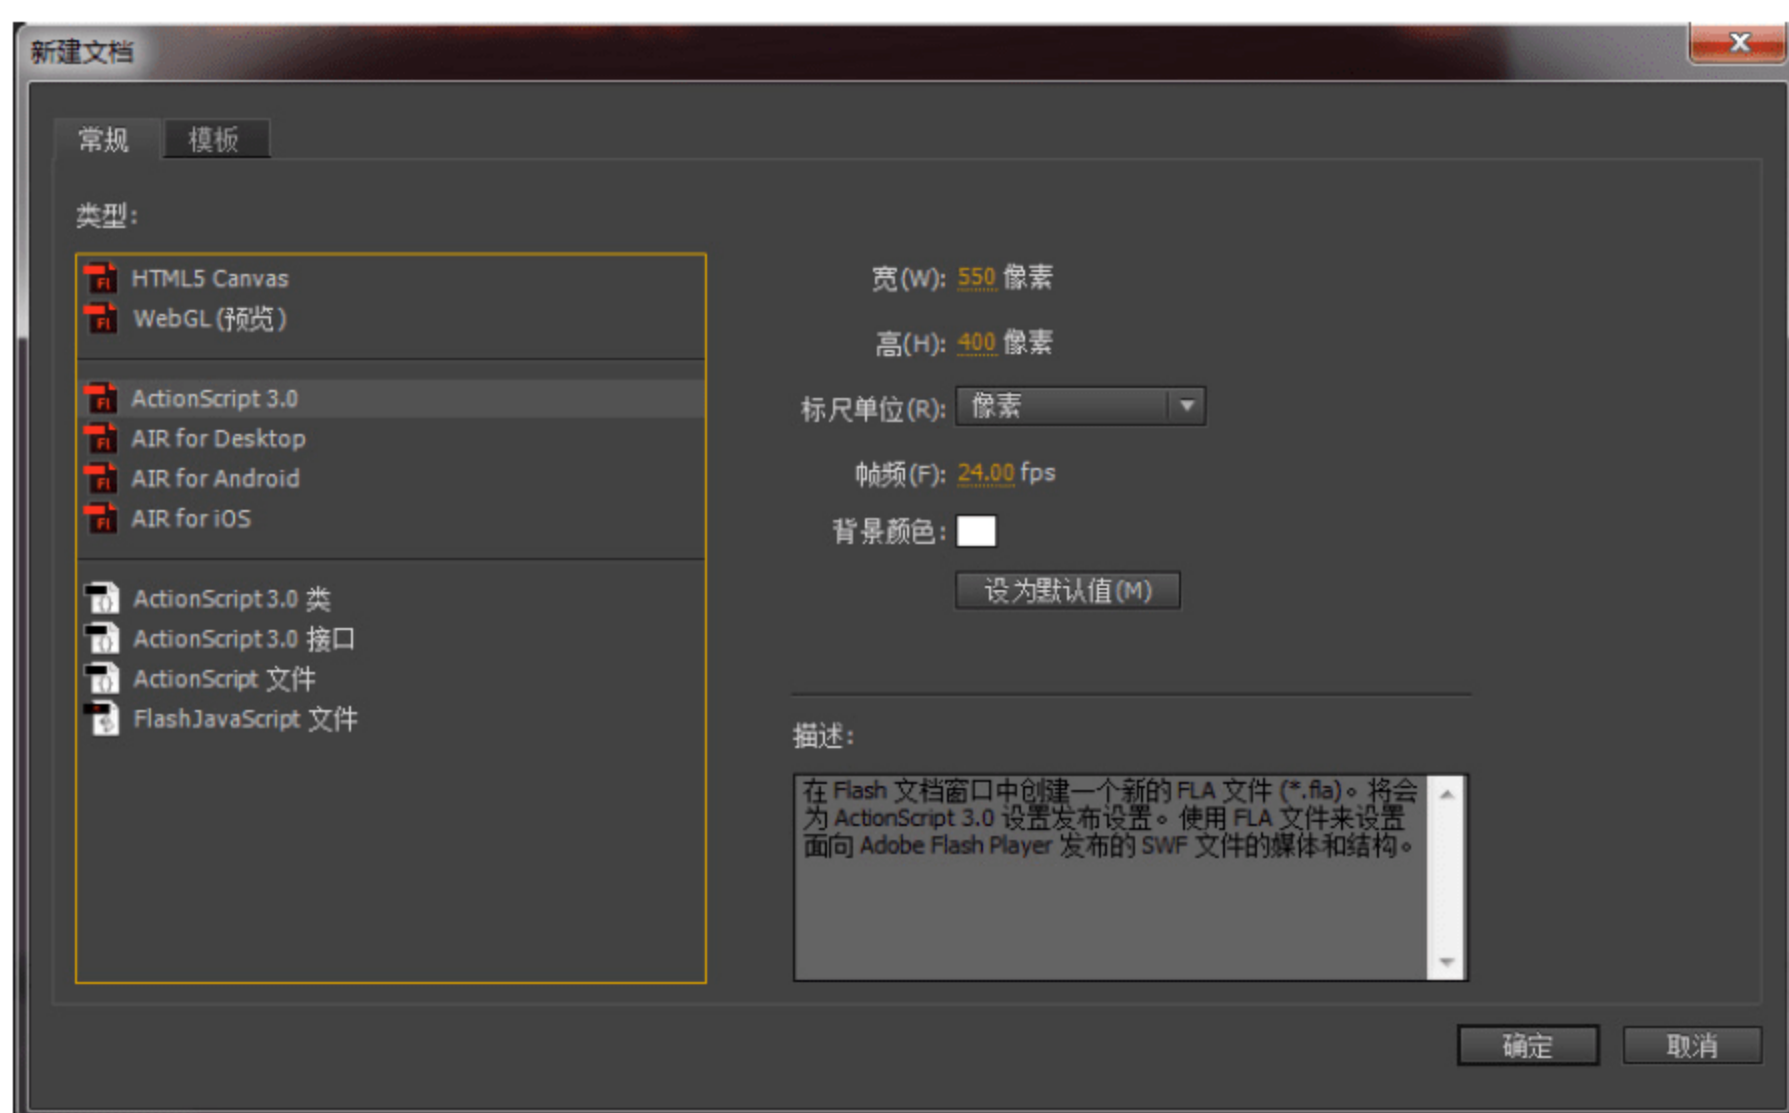 新建文档
常规 模板
类型:
HTML5 Canvas
WebGL (预览)
ActionScript 3.0
AIR for Desktop
AIR for Android
AIR for iOS
ActionScript 3.0 类
ActionScript 3.0 接口
ActionScript 文件
FlashJavaScript 文件
宽(W): 550 像素
高(H): 400 像素
标尺单位(R): 像素
帧频(F): 24.00 fps
背景颜色:
设为默认值(M)
描述:
在 Flash 文档窗口中创建一个新的 FLA 文件 (*.fla)。将会
为 ActionScript 3.0 设置发布设置。使用 FLA 文件来设置
面向 Adobe Flash Player 发布的 SWF 文件的媒体和结构。
确定 取消